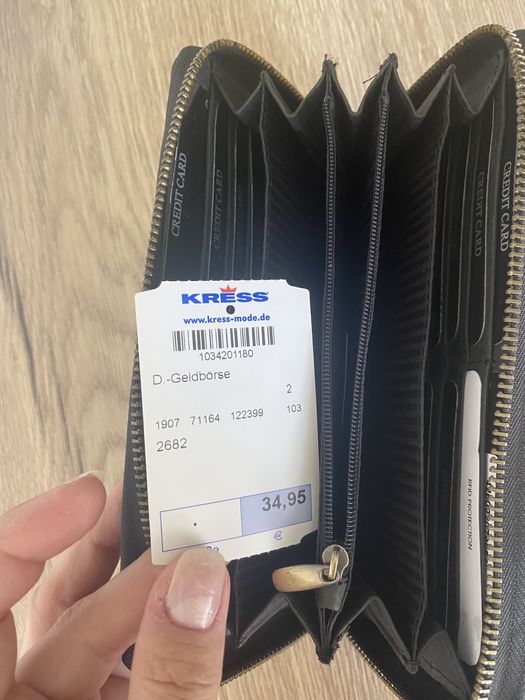 CREDIT CARD
CREDIT CARD
CREDIT CARD
KRESS
www.kress-mode.de
1034201180
D.-Geldbörse
2
1907 71164 122399 103
2682
34,95
€
RFID PROTECTION